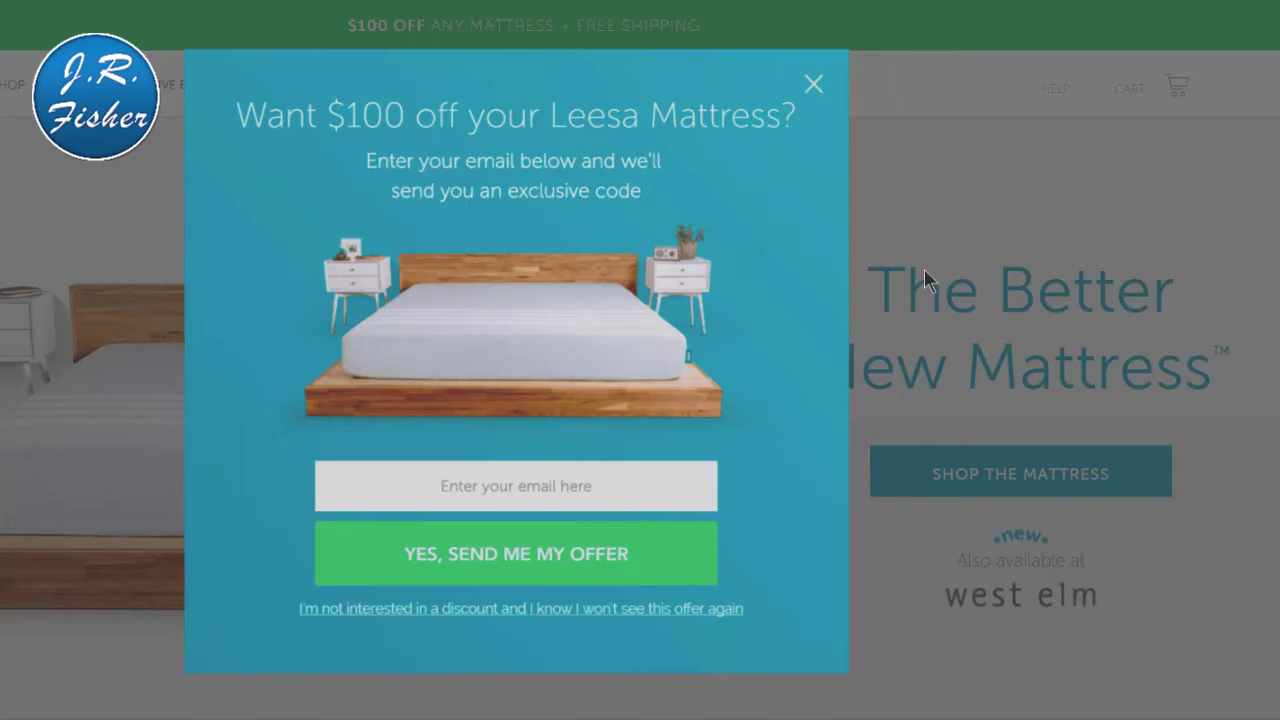 $100 OFF ANY MATTRESS + FREE SHIPPING
J.R.
Fisher
HOP
VE B
HELP
CART
Want $100 off your Leesa Mattress?
Enter your email below and we'll
send you an exclusive code
The Better
New Mattress™
Enter your email here
YES, SEND ME MY OFFER
I'm not interested in a discount and I know I won't see this offer again
SHOP THE MATTRESS
new
Also available at
west elm